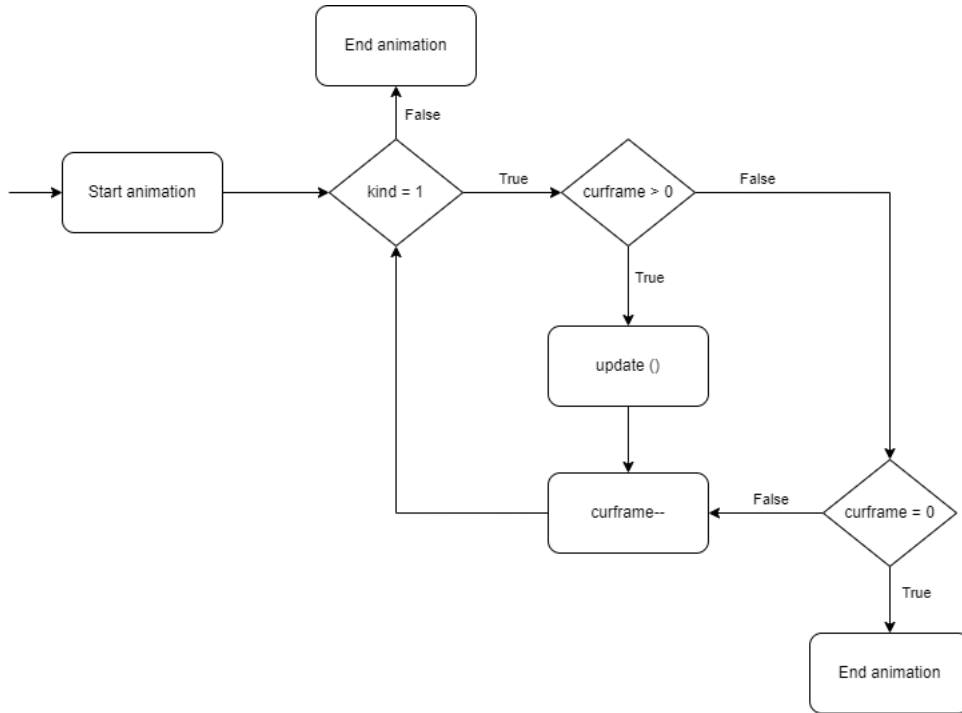 End animation
False
Start animation
kind = 1
True
curframe > 0
False
True
update ()
curframe--
False
curframe = 0
True
End animation